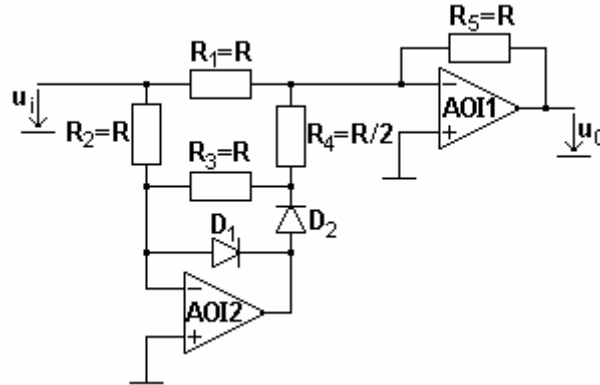 R₁=R
R₅=R
uᵢ
R₂=R
R₄=R/2
− AOI1 +
u₀
R₃=R
D₁
D₂
− AOI2 +